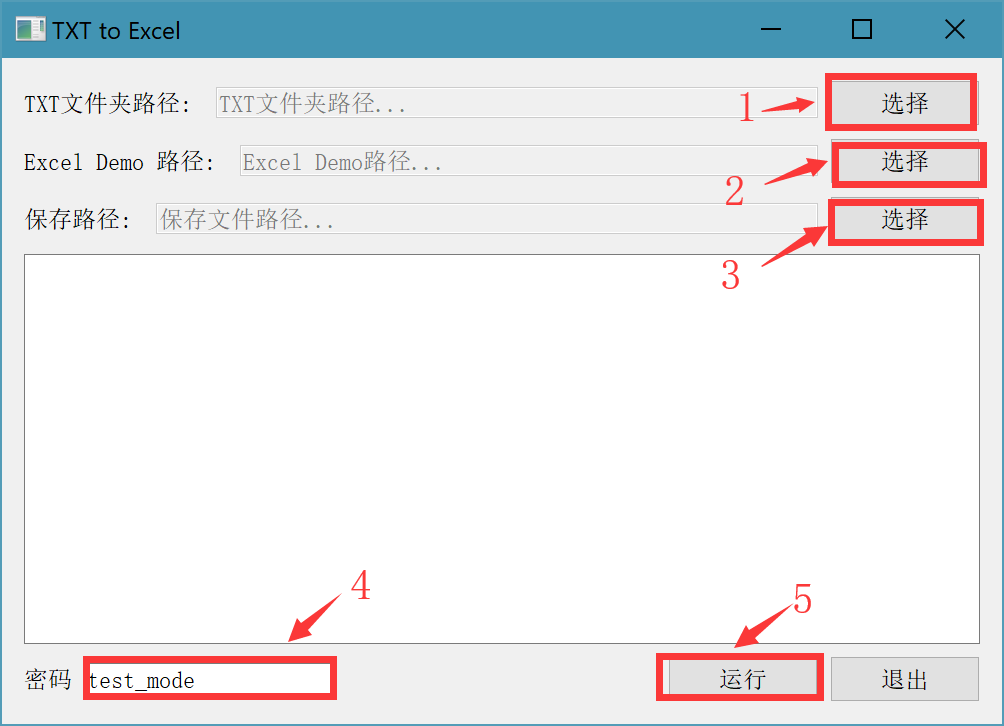 TXT to Excel
TXT文件夹路径: TXT文件夹路径... 1 选择
Excel Demo 路径: Excel Demo路径... 2 选择
保存路径: 保存文件路径... 3 选择
4
5
密码 test_mode 运行 退出